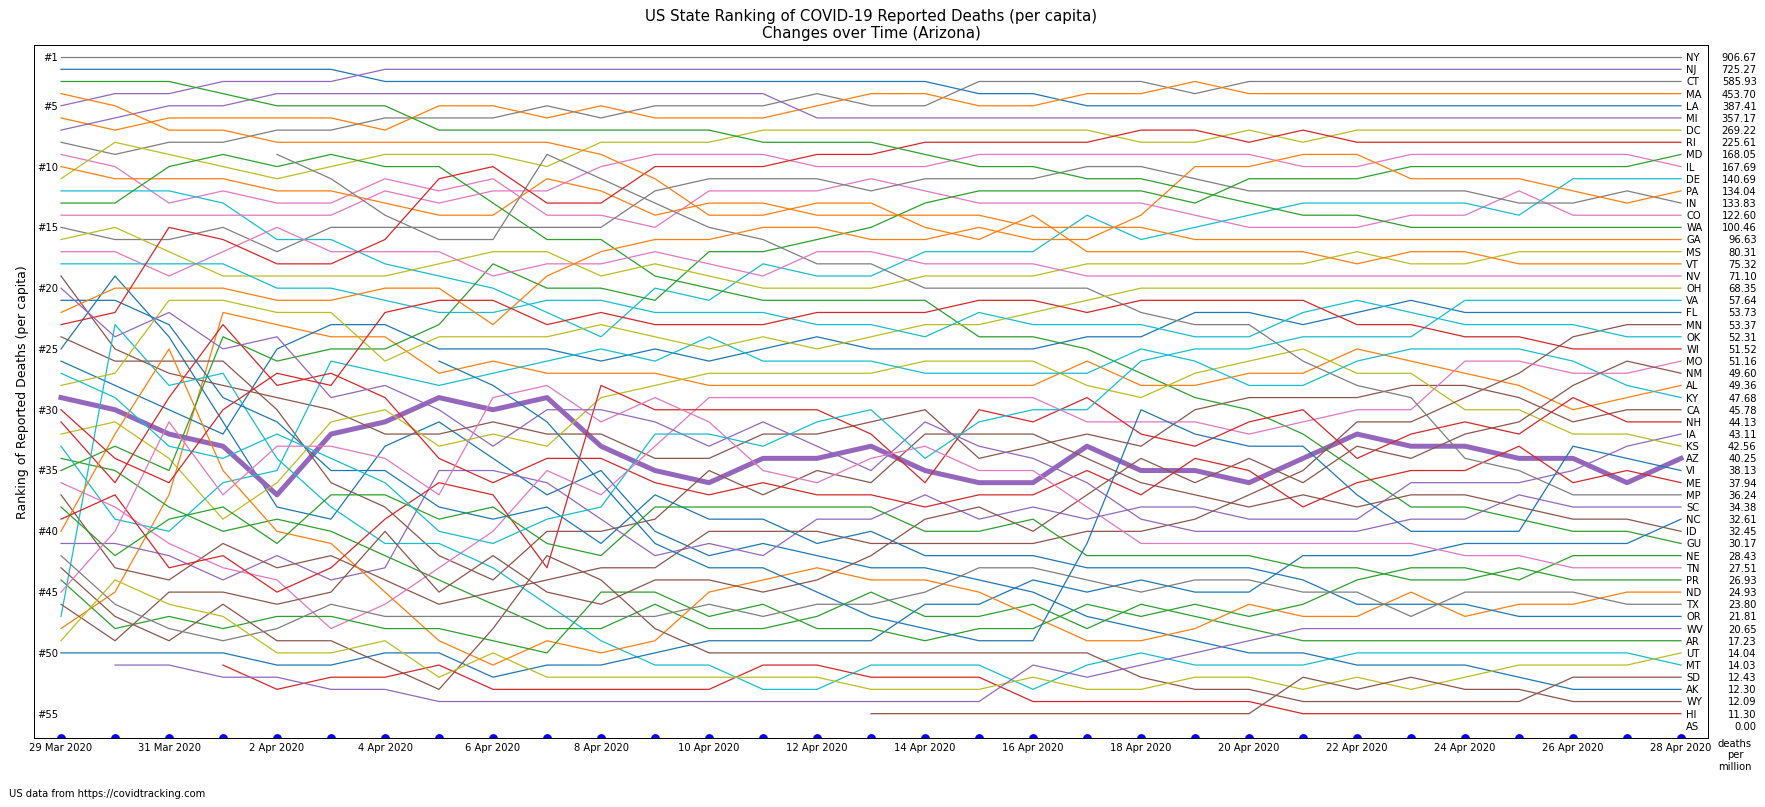 US State Ranking of COVID-19 Reported Deaths (per capita)
Changes over Time (Arizona)
Ranking of Reported Deaths (per capita)
#1
#5
#10
#15
#20
#25
#30
#35
#40
#45
#50
#55
NY 906.67
NJ 725.27
CT 585.93
MA 453.70
LA 387.41
MI 357.17
DC 269.22
RI 225.61
MD 168.05
IL 167.69
DE 140.69
PA 134.04
IN 133.83
CO 122.60
WA 100.46
GA 96.63
MS 80.31
VT 75.32
NV 71.10
OH 68.35
VA 57.64
FL 53.73
MN 53.37
OK 52.31
WI 51.52
MO 51.16
NM 49.60
AL 49.36
KY 47.68
CA 45.78
NH 44.13
IA 43.11
KS 42.56
AZ 40.25
VI 38.13
ME 37.94
MP 36.24
SC 34.38
NC 32.61
ID 32.45
GU 30.17
NE 28.43
TN 27.51
PR 26.93
ND 24.93
TX 23.80
OR 21.81
WV 20.65
AR 17.23
UT 14.04
MT 14.03
SD 12.43
AK 12.30
WY 12.09
HI 11.30
AS 0.00
29 Mar 2020 31 Mar 2020 2 Apr 2020 4 Apr 2020 6 Apr 2020 8 Apr 2020 10 Apr 2020 12 Apr 2020 14 Apr 2020 16 Apr 2020 18 Apr 2020 20 Apr 2020 22 Apr 2020 24 Apr 2020 26 Apr 2020 28 Apr 2020
deaths
per
million
US data from https://covidtracking.com